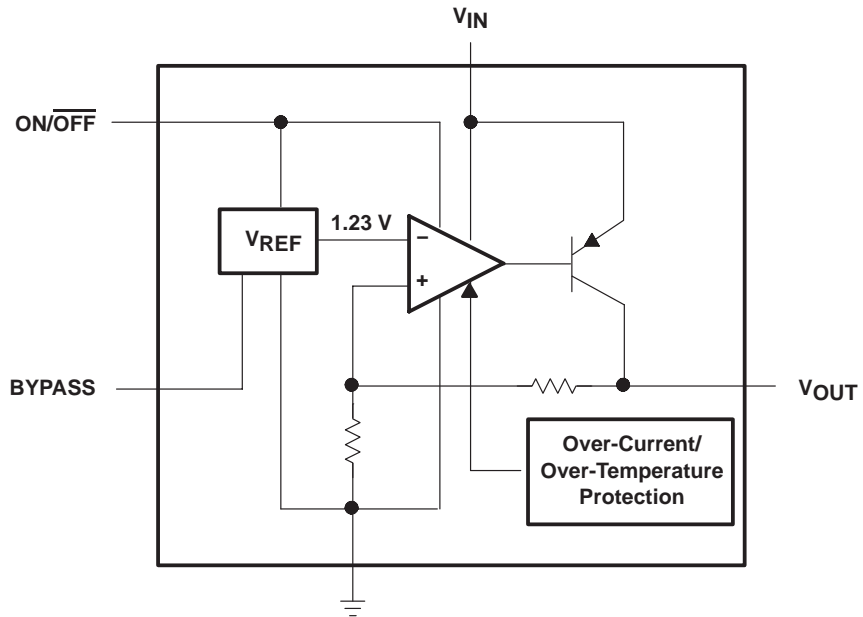 VIN
ON/OFF
1.23 V
VREF
−
+
BYPASS
VOUT
Over-Current/
Over-Temperature
Protection